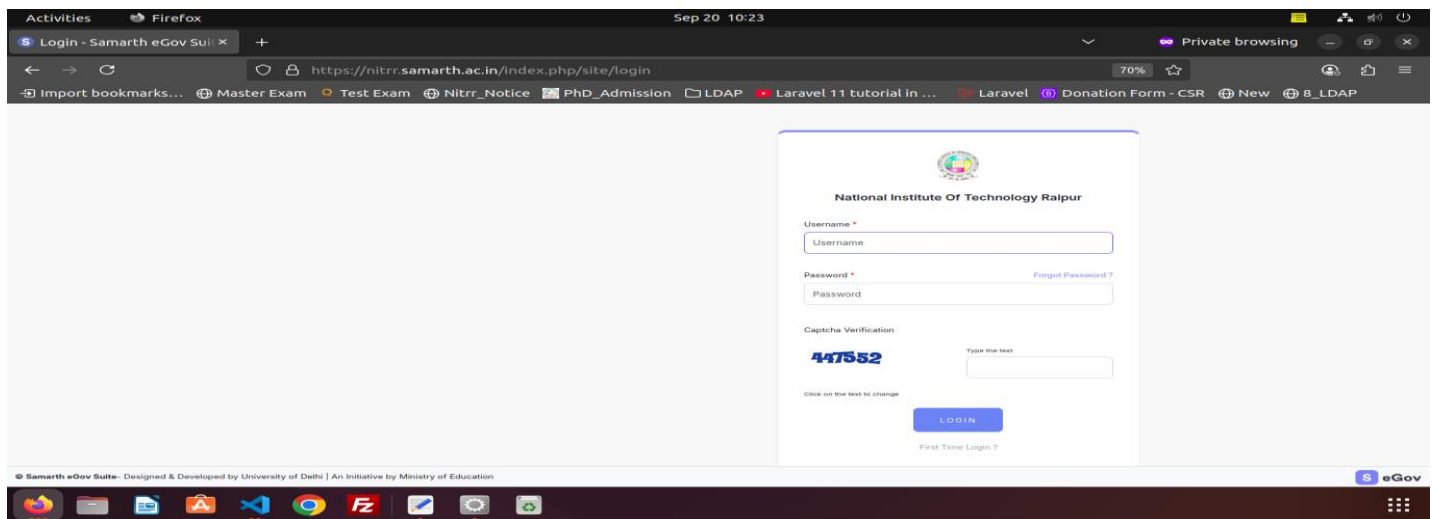 Activities Firefox Sep 20 10:23
S Login - Samarth eGov Suit × +
Private browsing
https://nitrr.samarth.ac.in/index.php/site/login 70%
Import bookmarks... Master Exam Test Exam Nitrr_Notice PhD_Admission LDAP Laravel 11 tutorial in ... Laravel Donation Form - CSR New 8_LDAP
National Institute Of Technology Raipur
Username *
Username
Password * Forgot Password ?
Password
Captcha Verification
447552
Type the text
Click on the text to change
LOGIN
First Time Login ?
© Samarth eGov Suite- Designed & Developed by University of Delhi | An Initiative by Ministry of Education
S eGov